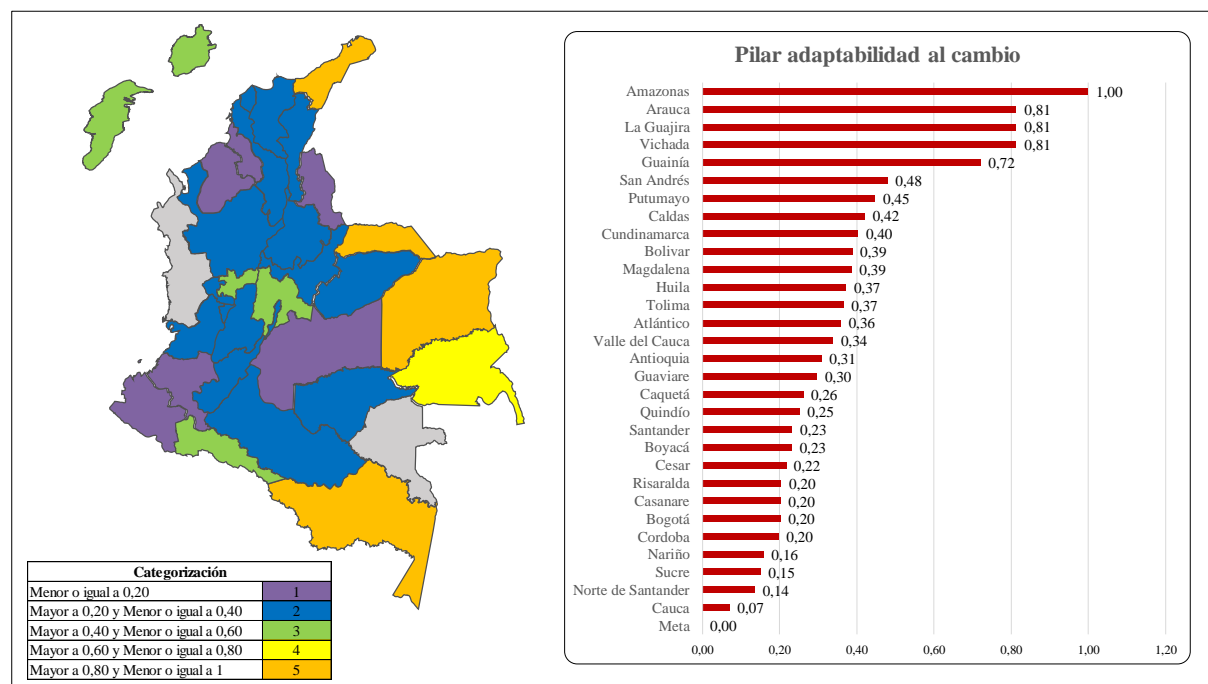 Categorización
Menor o igual a 0,20 1
Mayor a 0,20 y Menor o igual a 0,40 2
Mayor a 0,40 y Menor o igual a 0,60 3
Mayor a 0,60 y Menor o igual a 0,80 4
Mayor a 0,80 y Menor o igual a 1 5
Pilar adaptabilidad al cambio
Amazonas 1,00
Arauca 0,81
La Guajira 0,81
Vichada 0,81
Guainía 0,72
San Andrés 0,48
Putumayo 0,45
Caldas 0,42
Cundinamarca 0,40
Bolivar 0,39
Magdalena 0,39
Huila 0,37
Tolima 0,37
Atlántico 0,36
Valle del Cauca 0,34
Antioquia 0,31
Guaviare 0,30
Caquetá 0,26
Quindío 0,25
Santander 0,23
Boyacá 0,23
Cesar 0,22
Risaralda 0,20
Casanare 0,20
Bogotá 0,20
Cordoba 0,20
Nariño 0,16
Sucre 0,15
Norte de Santander 0,14
Cauca 0,07
Meta 0,00
0,00 0,20 0,40 0,60 0,80 1,00 1,20